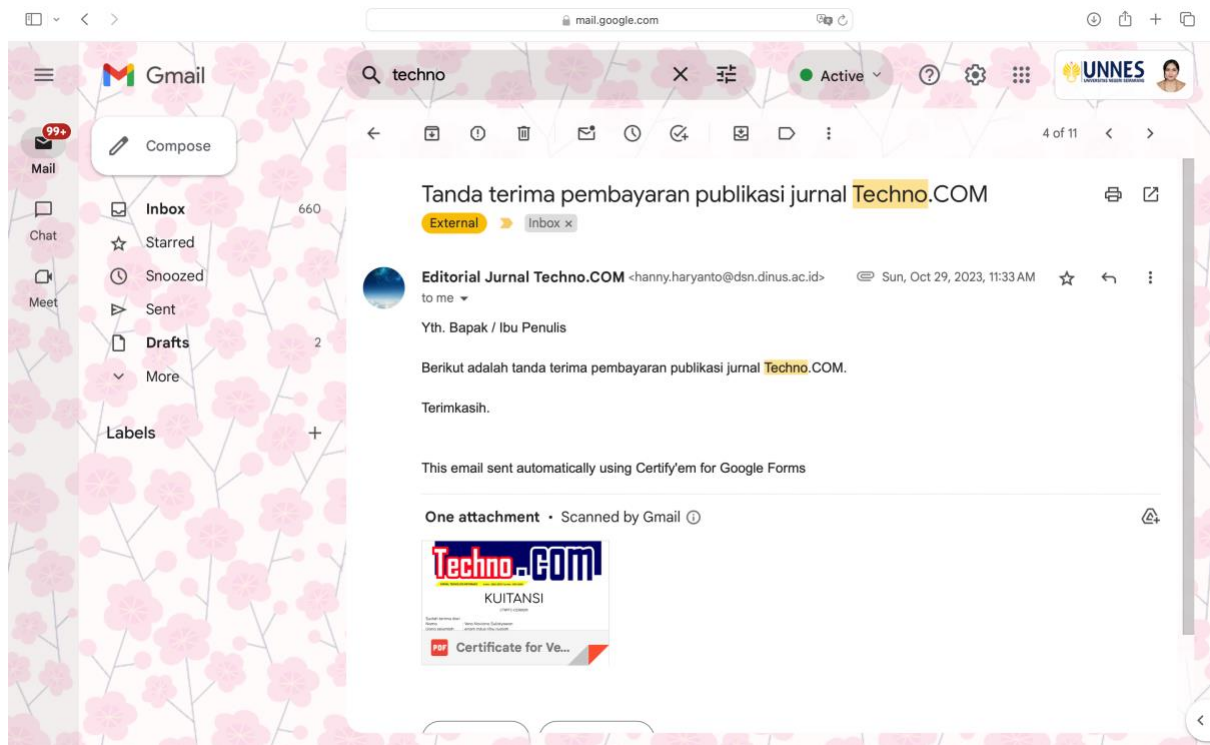 mail.google.com
Gmail
techno
Active
UNNES
UNIVERSITAS NEGERI SEMARANG
99+
Mail
Chat
Meet
Compose
Inbox 660
Starred
Snoozed
Sent
Drafts 2
More
Labels
4 of 11
Tanda terima pembayaran publikasi jurnal Techno.COM
External
Inbox ×
Editorial Jurnal Techno.COM <hanny.haryanto@dsn.dinus.ac.id> Sun, Oct 29, 2023, 11:33 AM
to me
Yth. Bapak / Ibu Penulis
Berikut adalah tanda terima pembayaran publikasi jurnal Techno.COM.
Terimkasih.
This email sent automatically using Certify'em for Google Forms
One attachment • Scanned by Gmail
Techno.COM
KUITANSI
PDF Certificate for Ve...